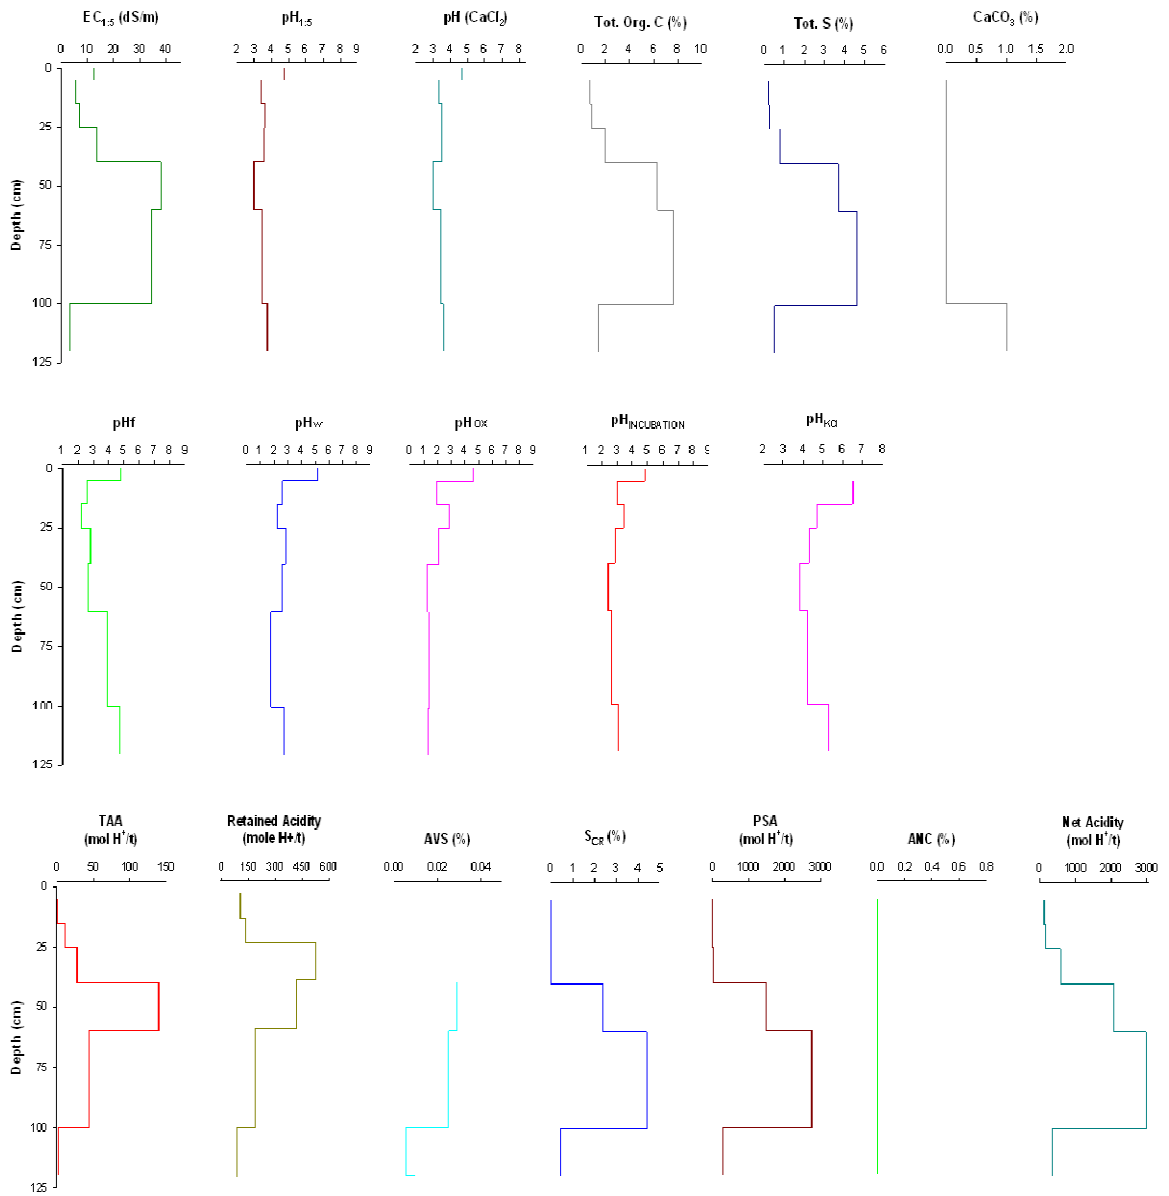 EC1:5 (dS/m) pH1:5 pH (CaCl2) Tot. Org. C (%) Tot. S (%) CaCO3 (%)
0 10 20 30 40 2 3 4 5 6 7 8 9 2 3 4 5 6 7 8 0 2 4 6 8 10 0 1 2 3 4 5 6 0.0 0.5 1.0 1.5 2.0
0
25
50
75
100
125
Depth (cm)
pHf pHw pHox pHINCUBATION pHKCl
1 2 3 4 5 6 7 8 9 0 1 2 3 4 5 6 7 8 9 0 1 2 3 4 5 6 7 8 9 1 2 3 4 5 6 7 8 9 2 3 4 5 6 7 8
0
25
50
75
100
125
Depth (cm)
TAA Retained Acidity AVS (%) SCR (%) PSA ANC (%) Net Acidity
(mol H+/t) (mole H+/t) (mol H+/t) (mol H+/t)
0 50 100 150 0 150 300 450 600 0.00 0.02 0.04 0 1 2 3 4 5 0 1000 2000 3000 0.0 0.2 0.4 0.6 0.8 0 1000 2000 3000
0
25
50
75
100
125
Depth (cm)